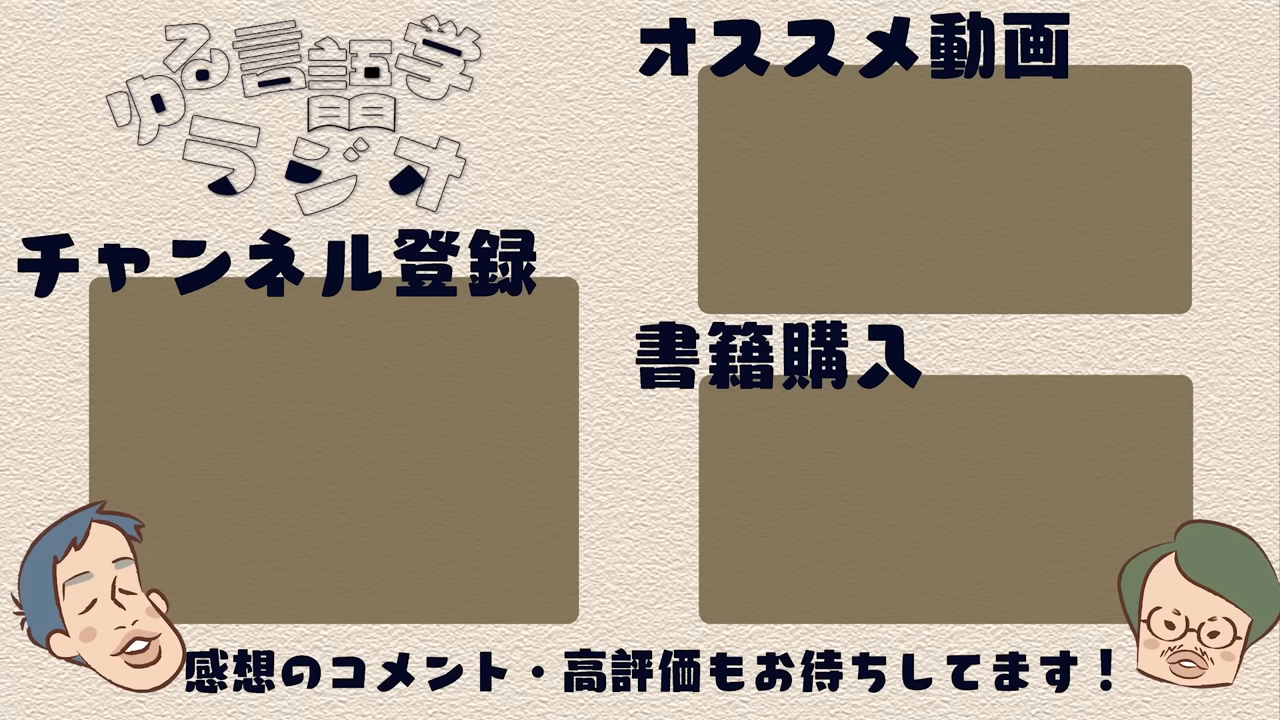 ゆる言語学
ラジオ
チャンネル登録
オススメ動画
書籍購入
感想のコメント・高評価もお待ちしてます!